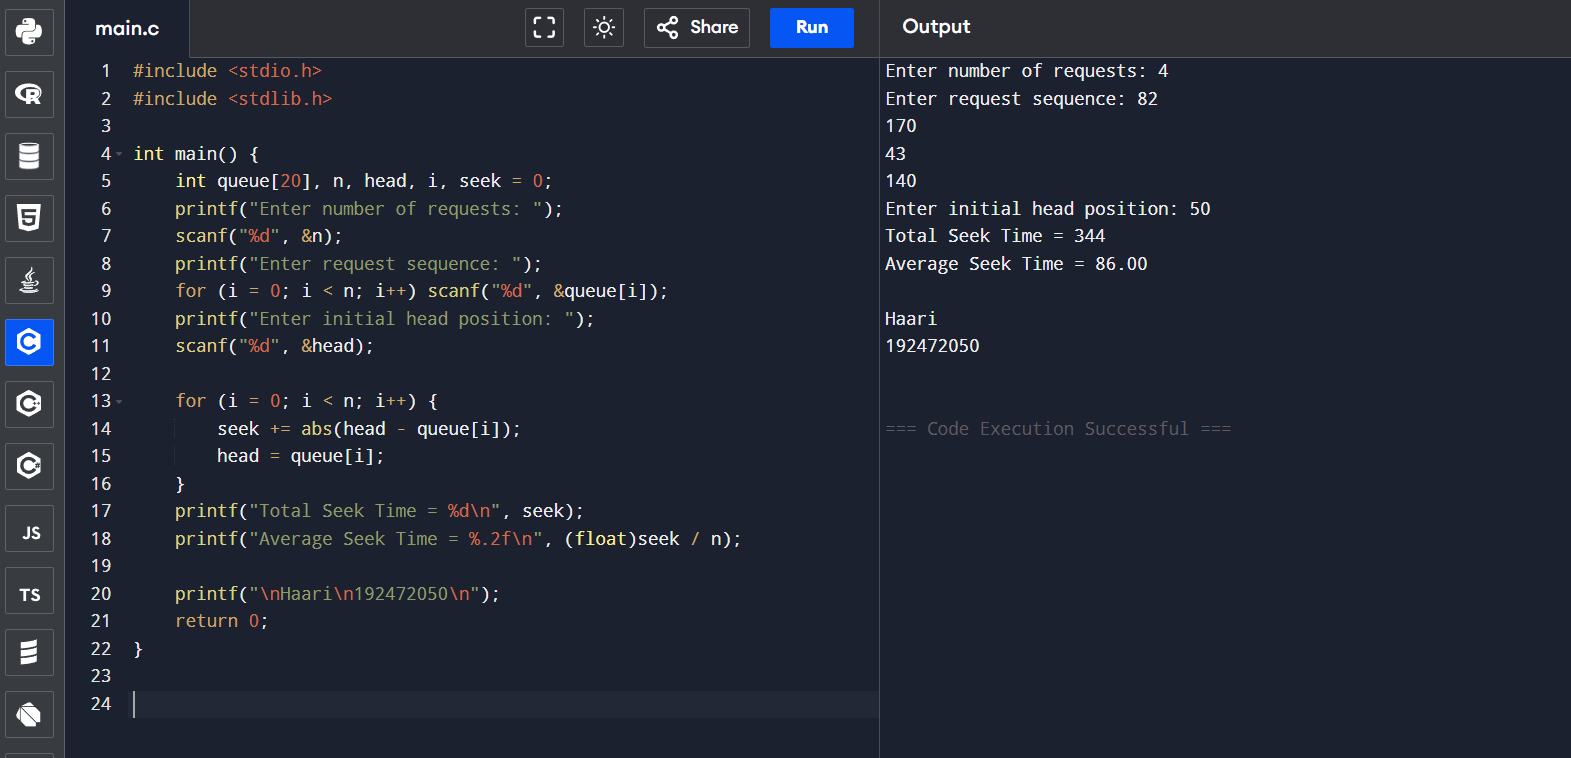 main.c
Share
Run
Output
R
5
C
C
C
JS
TS
1 #include <stdio.h>
2 #include <stdlib.h>
3
4 int main() {
5     int queue[20], n, head, i, seek = 0;
6     printf("Enter number of requests: ");
7     scanf("%d", &n);
8     printf("Enter request sequence: ");
9     for (i = 0; i < n; i++) scanf("%d", &queue[i]);
10     printf("Enter initial head position: ");
11     scanf("%d", &head);
12
13     for (i = 0; i < n; i++) {
14         seek += abs(head - queue[i]);
15         head = queue[i];
16     }
17     printf("Total Seek Time = %d\n", seek);
18     printf("Average Seek Time = %.2f\n", (float)seek / n);
19
20     printf("\nHaari\n192472050\n");
21     return 0;
22 }
23
24
Enter number of requests: 4
Enter request sequence: 82
170
43
140
Enter initial head position: 50
Total Seek Time = 344
Average Seek Time = 86.00
Haari
192472050
=== Code Execution Successful ===